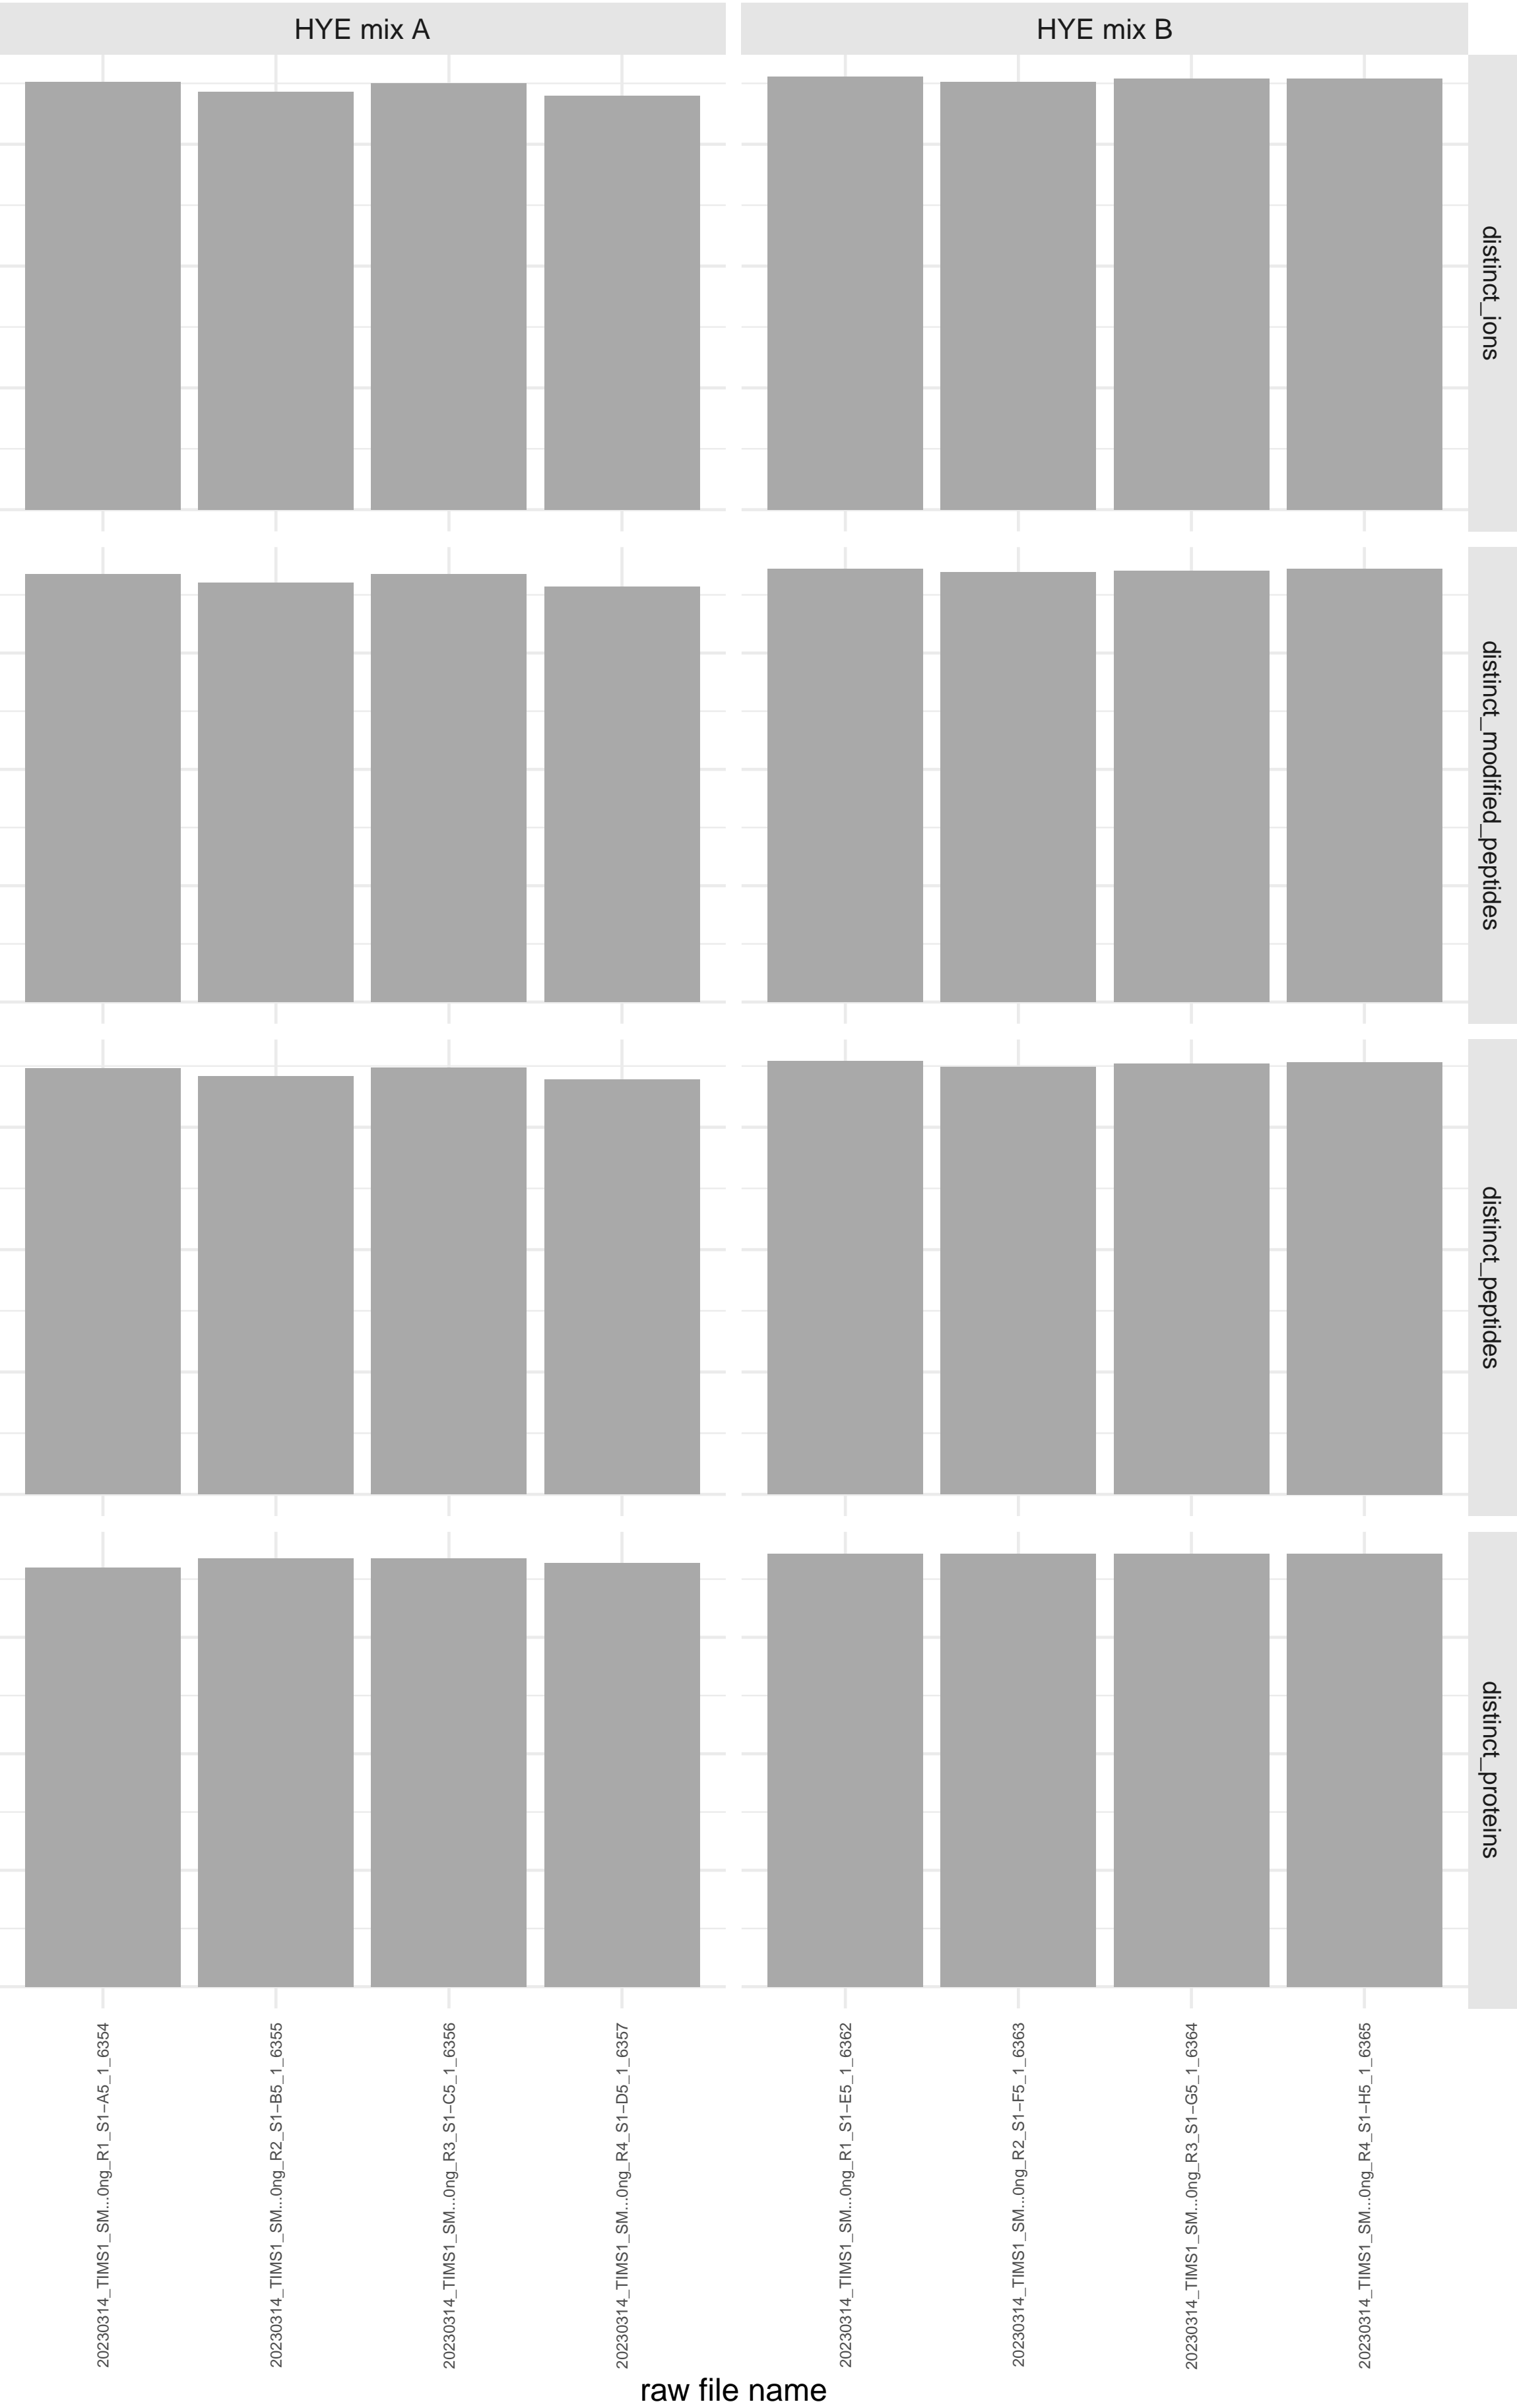 HYE mix A
HYE mix B
distinct_ions
distinct_modified_peptides
distinct_peptides
distinct_proteins
20230314_TIMS1_SM...0ng_R1_S1−A5_1_6354
20230314_TIMS1_SM...0ng_R2_S1−B5_1_6355
20230314_TIMS1_SM...0ng_R3_S1−C5_1_6356
20230314_TIMS1_SM...0ng_R4_S1−D5_1_6357
20230314_TIMS1_SM...0ng_R1_S1−E5_1_6362
20230314_TIMS1_SM...0ng_R2_S1−F5_1_6363
20230314_TIMS1_SM...0ng_R3_S1−G5_1_6364
20230314_TIMS1_SM...0ng_R4_S1−H5_1_6365
raw file name